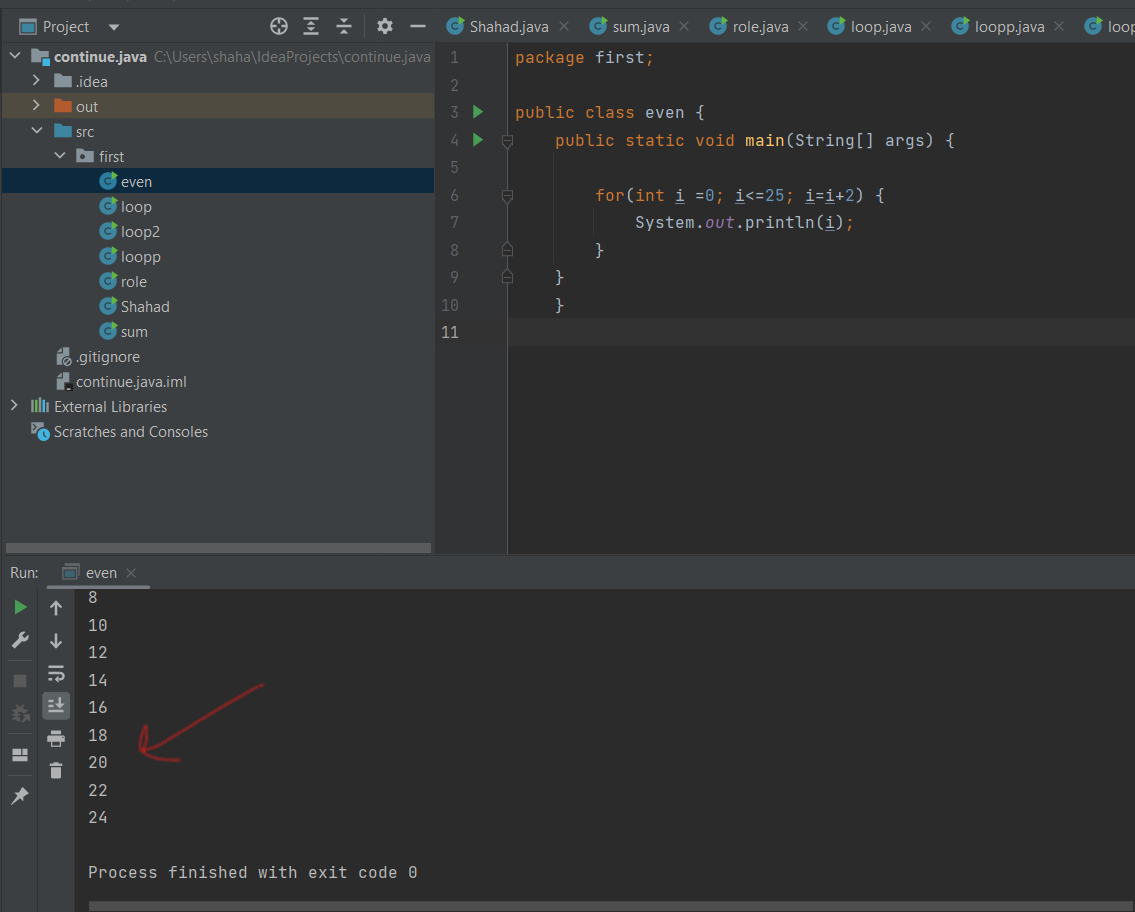 Project
Shahad.java
sum.java
role.java
loop.java
loopp.java
loop
continue.java C:\Users\shaha\IdeaProjects\continue.java
.idea
out
src
first
even
loop
loop2
loopp
role
Shahad
sum
.gitignore
continue.java.iml
External Libraries
Scratches and Consoles
1 package first;
2
3 public class even {
4 public static void main(String[] args) {
5
6 for(int i =0; i<=25; i=i+2) {
7 System.out.println(i);
8 }
9 }
10 }
11
Run: even
8
10
12
14
16
18
20
22
24
Process finished with exit code 0